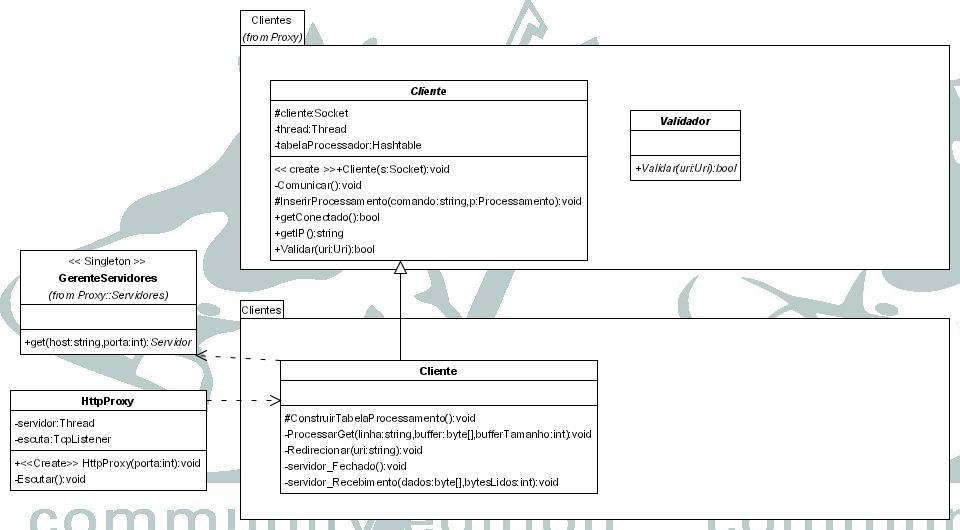 Clientes
(from Proxy)
Cliente
#cliente:Socket
-thread:Thread
-tabelaProcessador:Hashtable
<< create >>+Cliente(s:Socket):void
-Comunicar():void
#InserirProcessamento(comando:string,p:Processamento):void
+getConectado():bool
+getIP():string
+Validar(uri:Uri):bool
Validador
+Validar(uri:Uri):bool
<< Singleton >>
GerenteServidores
(from Proxy::Servidores)
+get(host:string,porta:int):Servidor
Clientes
Cliente
#ConstruirTabelaProcessamento():void
-ProcessarGet(linha:string,buffer:byte[],bufferTamanho:int):void
-Redirecionar(uri:string):void
-servidor_Fechado():void
-servidor_Recebimento(dados:byte[],bytesLidos:int):void
HttpProxy
-servidor:Thread
-escuta:TcpListener
+<<Create>> HttpProxy(porta:int):void
-Escutar():void
community edition